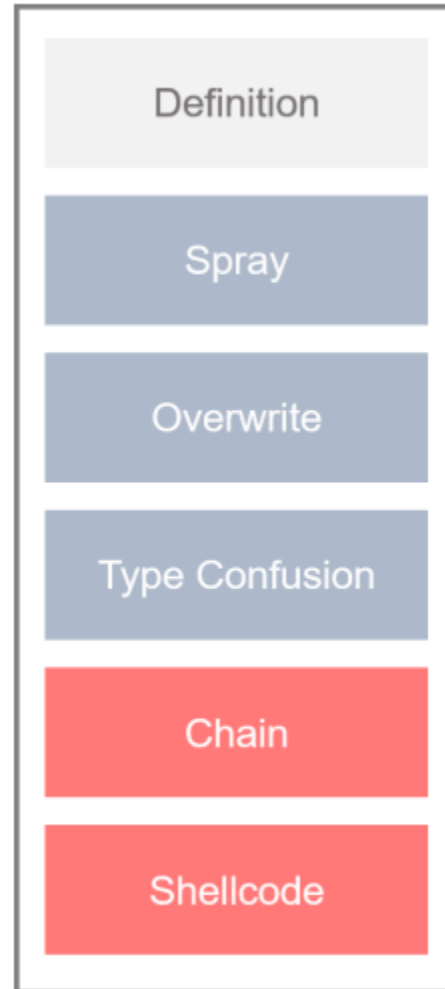 Definition
Spray
Overwrite
Type Confusion
Chain
Shellcode